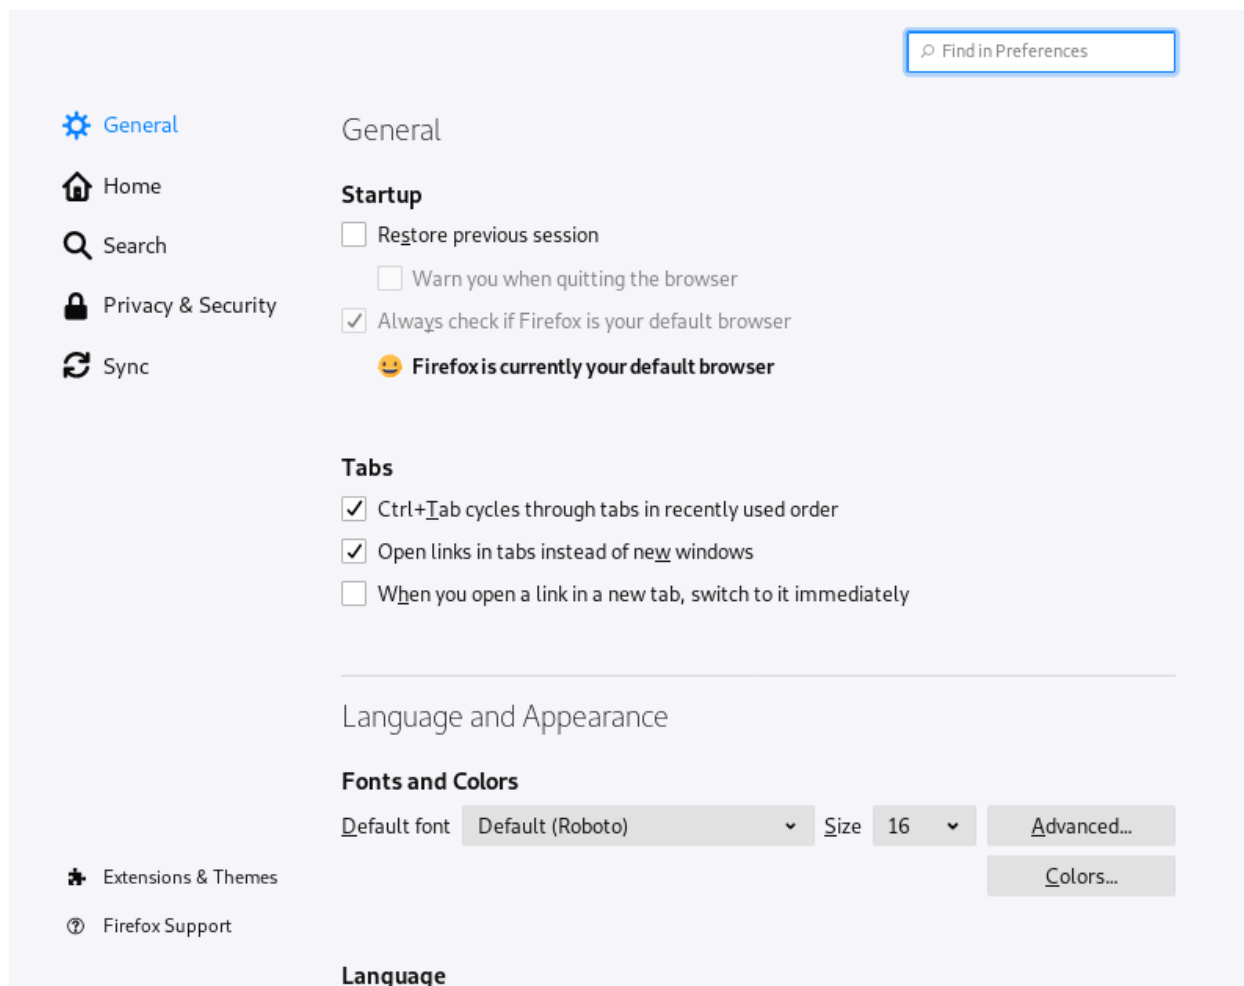 Find in Preferences
General
Home
Search
Privacy & Security
Sync
Extensions & Themes
Firefox Support
General
Startup
Restore previous session
Warn you when quitting the browser
Always check if Firefox is your default browser
Firefox is currently your default browser
Tabs
Ctrl+Tab cycles through tabs in recently used order
Open links in tabs instead of new windows
When you open a link in a new tab, switch to it immediately
Language and Appearance
Fonts and Colors
Default font Default (Roboto) Size 16 Advanced...
Colors...
Language